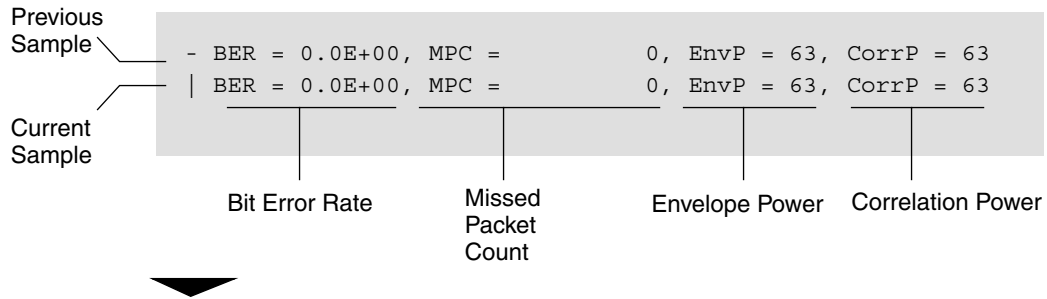 Previous
Sample
- BER = 0.0E+00, MPC =          0, EnvP = 63, CorrP = 63
| BER = 0.0E+00, MPC =          0, EnvP = 63, CorrP = 63
Current
Sample
Bit Error Rate
Missed
Packet
Count
Envelope Power
Correlation Power